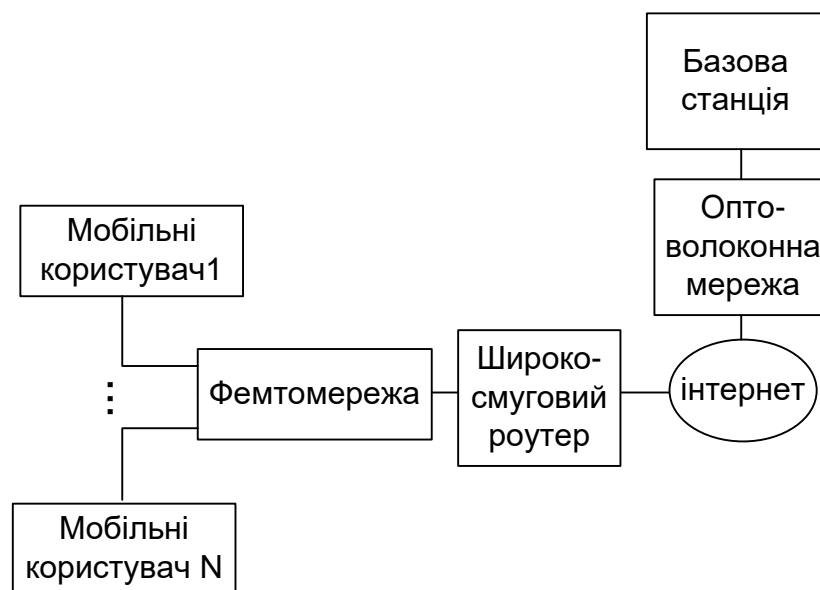 Базова
станція
Опто-
волоконна
мережа
Мобільні
користувач1
Широко-
смуговий
роутер
інтернет
Фемтомережа
⋮
Мобільні
користувач N